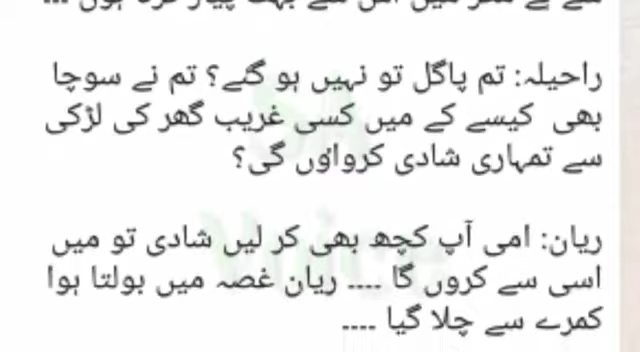 راحیلہ: تم پاگل تو نہیں ہو گئے؟ تم نے سوچا
بھی کیسے کے میں کسی غریب گھر کی لڑکی
سے تمہاری شادی کرواؤں گی؟
ریان: امی آپ کچھ بھی کر لیں شادی تو میں
اسی سے کروں گا .... ریان غصہ میں بولتا ہوا
کمرے سے چلا گیا ....